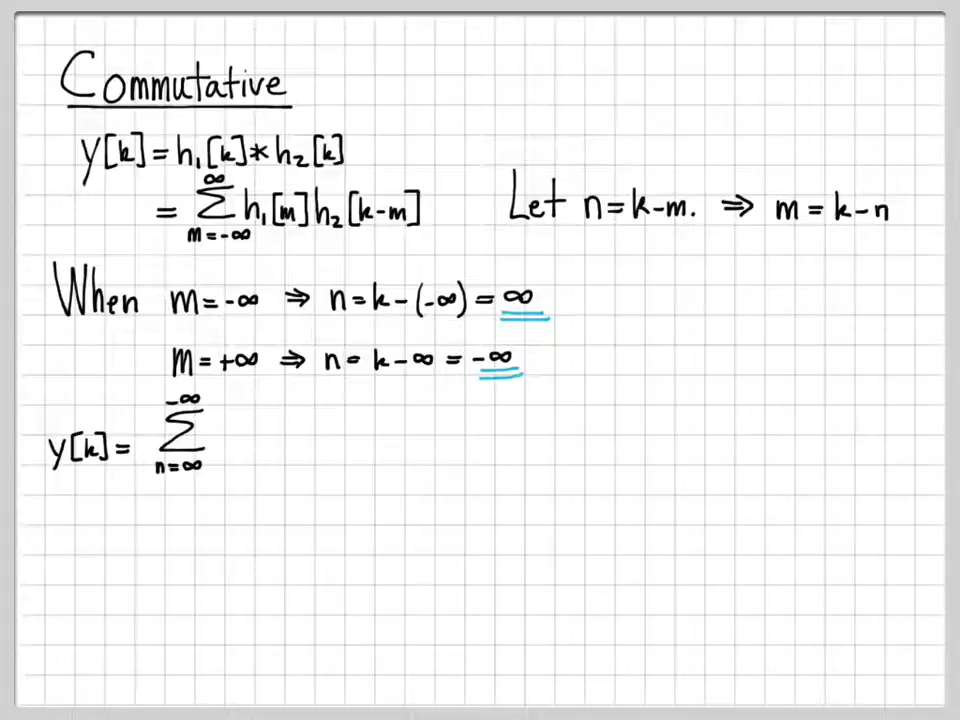 Commutative
y[k] = h₁[k] * h₂[k]
= ∑_{m=-∞}^{∞} h₁[m] h₂[k-m]   Let n = k-m. ⇒ m = k-n
When m = -∞ ⇒ n = k-(-∞) = ∞
m = +∞ ⇒ n = k-∞ = -∞
y[k] = ∑_{n=∞}^{-∞}